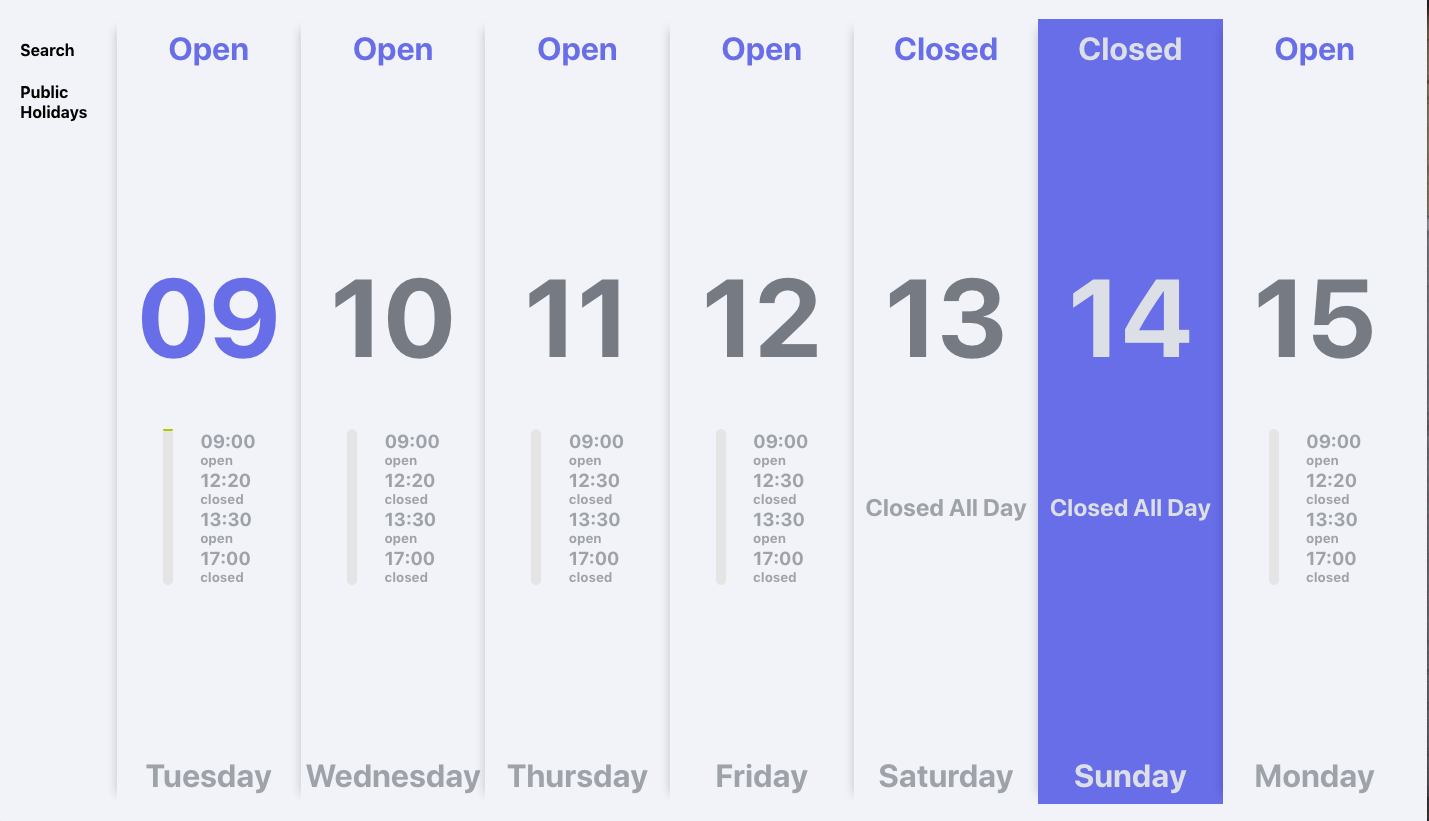 Search
Public
Holidays
Open
09
09:00
open
12:20
closed
13:30
open
17:00
closed
Tuesday
Open
10
09:00
open
12:20
closed
13:30
open
17:00
closed
Wednesday
Open
11
09:00
open
12:30
closed
13:30
open
17:00
closed
Thursday
Open
12
09:00
open
12:30
closed
13:30
open
17:00
closed
Friday
Closed
13
Closed All Day
Saturday
Closed
14
Closed All Day
Sunday
Open
15
09:00
open
12:20
closed
13:30
open
17:00
closed
Monday